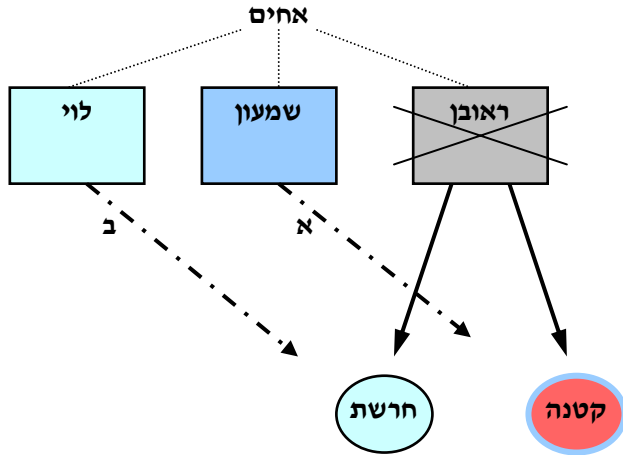 אחים
ראובן
שמעון
לוי
א
ב
קטנה
חרשת